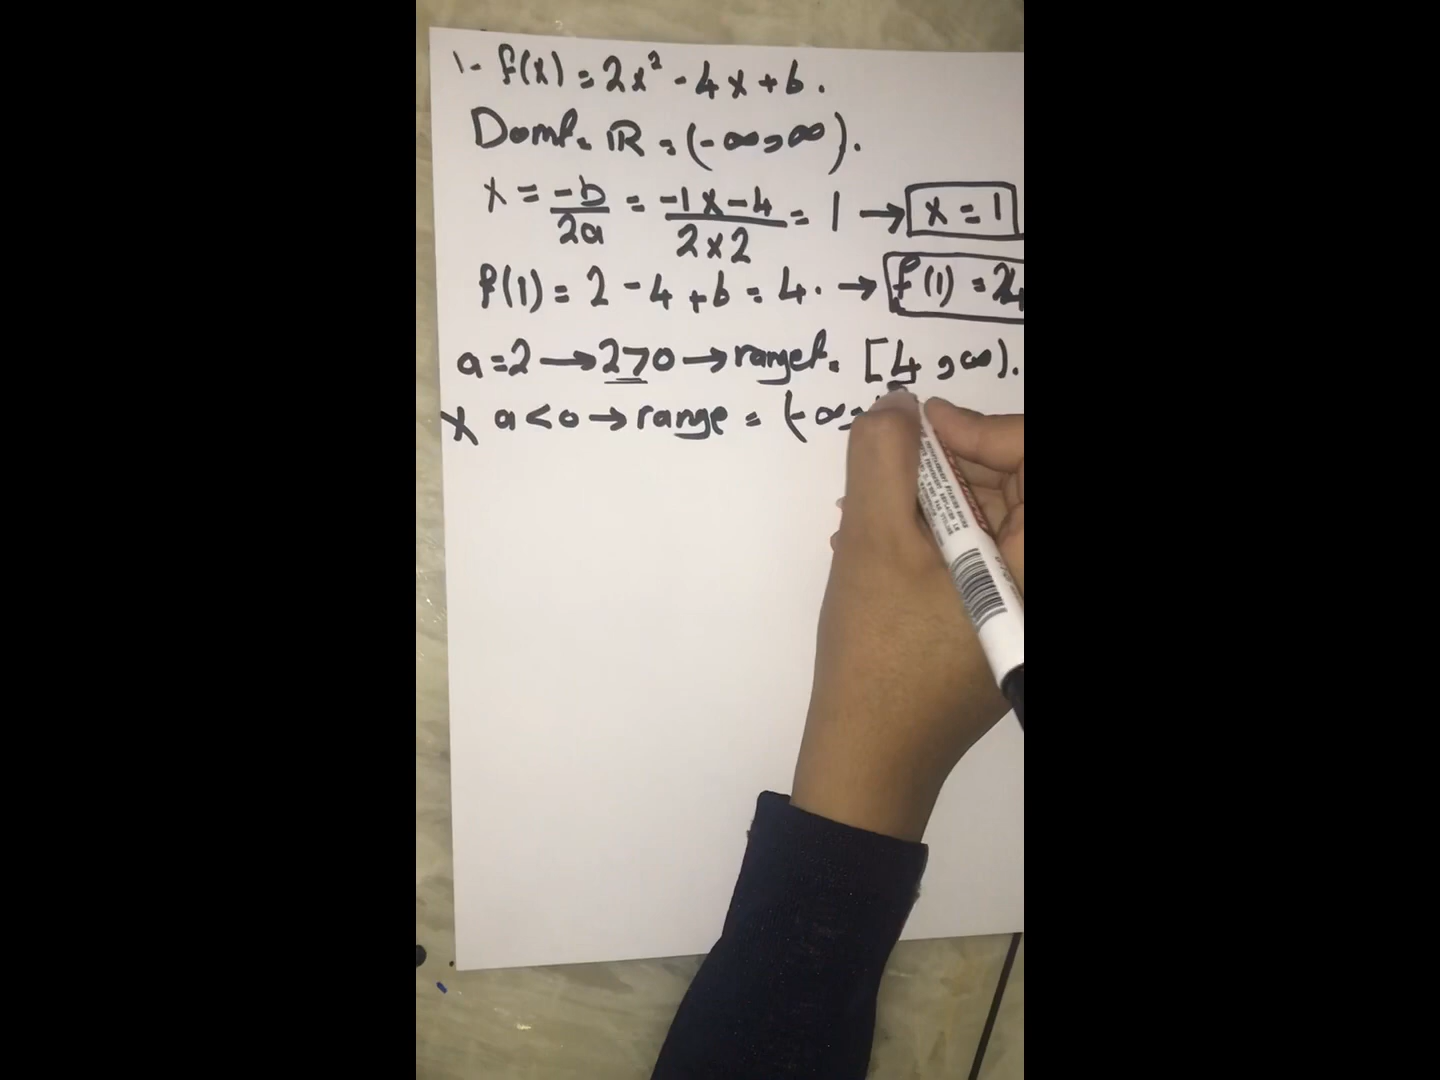 1- f(x) = 2x² - 4x + 6.
Domf = ℝ = (-∞, ∞).
x = -b/2a = -1 × -4 / 2 × 2 = 1 → x = 1
f(1) = 2 - 4 + 6 = 4. → f(1) = 4
a = 2 → 2 > 0 → rangef = [4, ∞).
× a < 0 → range = (-∞,